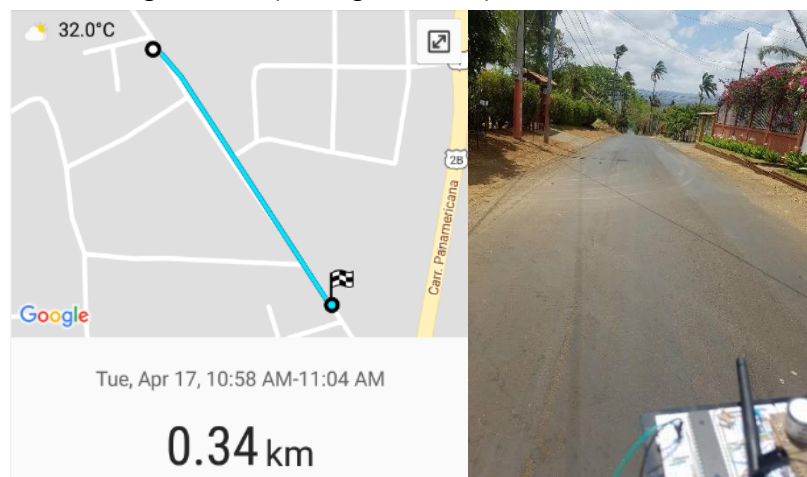 32.0°C
2B
Carr. Panamericana
Google
Tue, Apr 17, 10:58 AM-11:04 AM
0.34 km